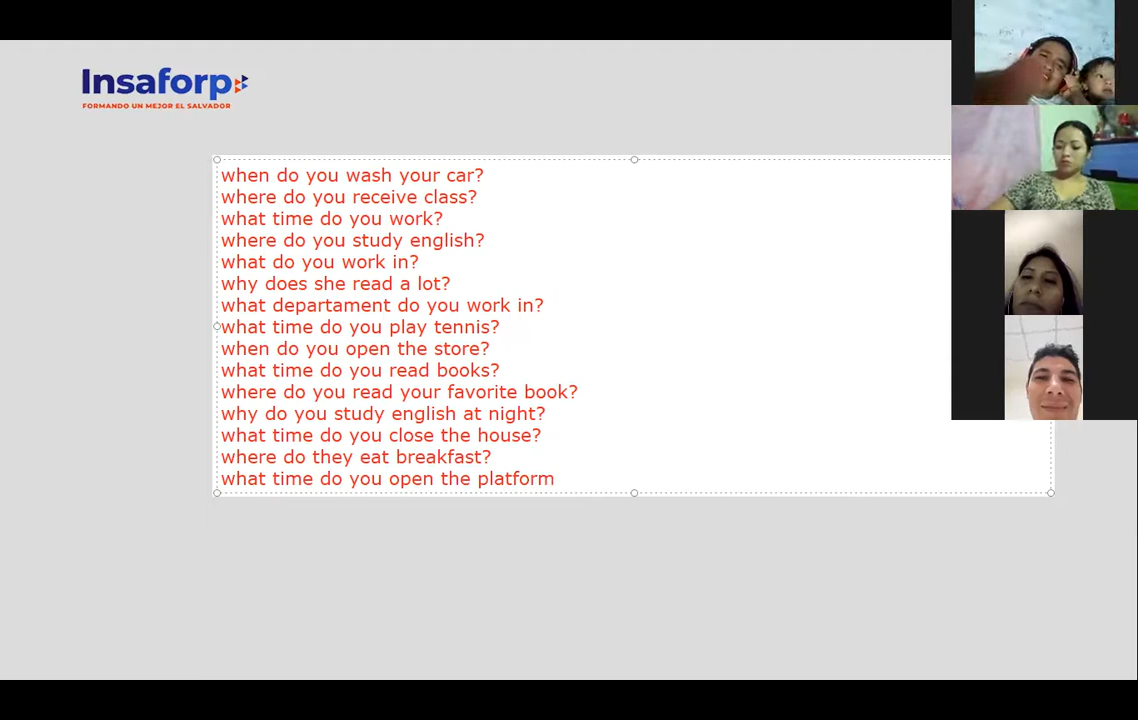 Insaforp
FORMANDO UN MEJOR EL SALVADOR
when do you wash your car?
where do you receive class?
what time do you work?
where do you study english?
what do you work in?
why does she read a lot?
what departament do you work in?
what time do you play tennis?
when do you open the store?
what time do you read books?
where do you read your favorite book?
why do you study english at night?
what time do you close the house?
where do they eat breakfast?
what time do you open the platform